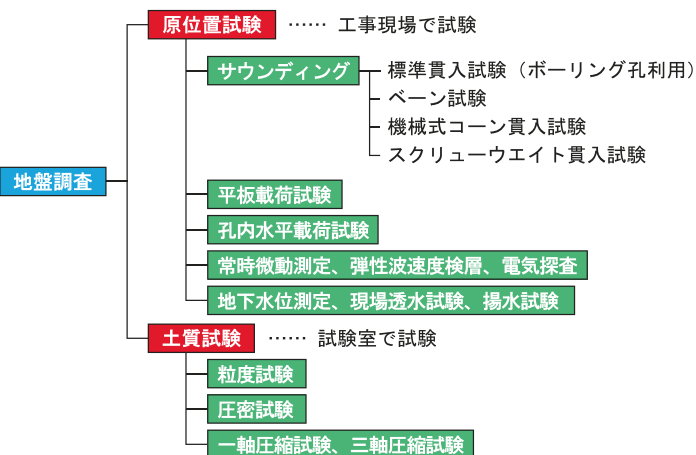 原位置試験 …… 工事現場で試験
サウンディング
標準貫入試験（ボーリング孔利用）
ベーン試験
機械式コーン貫入試験
スクリューウエイト貫入試験
地盤調査
平板載荷試験
孔内水平載荷試験
常時微動測定、弾性波速度検層、電気探査
地下水位測定、現場透水試験、揚水試験
土質試験 …… 試験室で試験
粒度試験
圧密試験
一軸圧縮試験、三軸圧縮試験